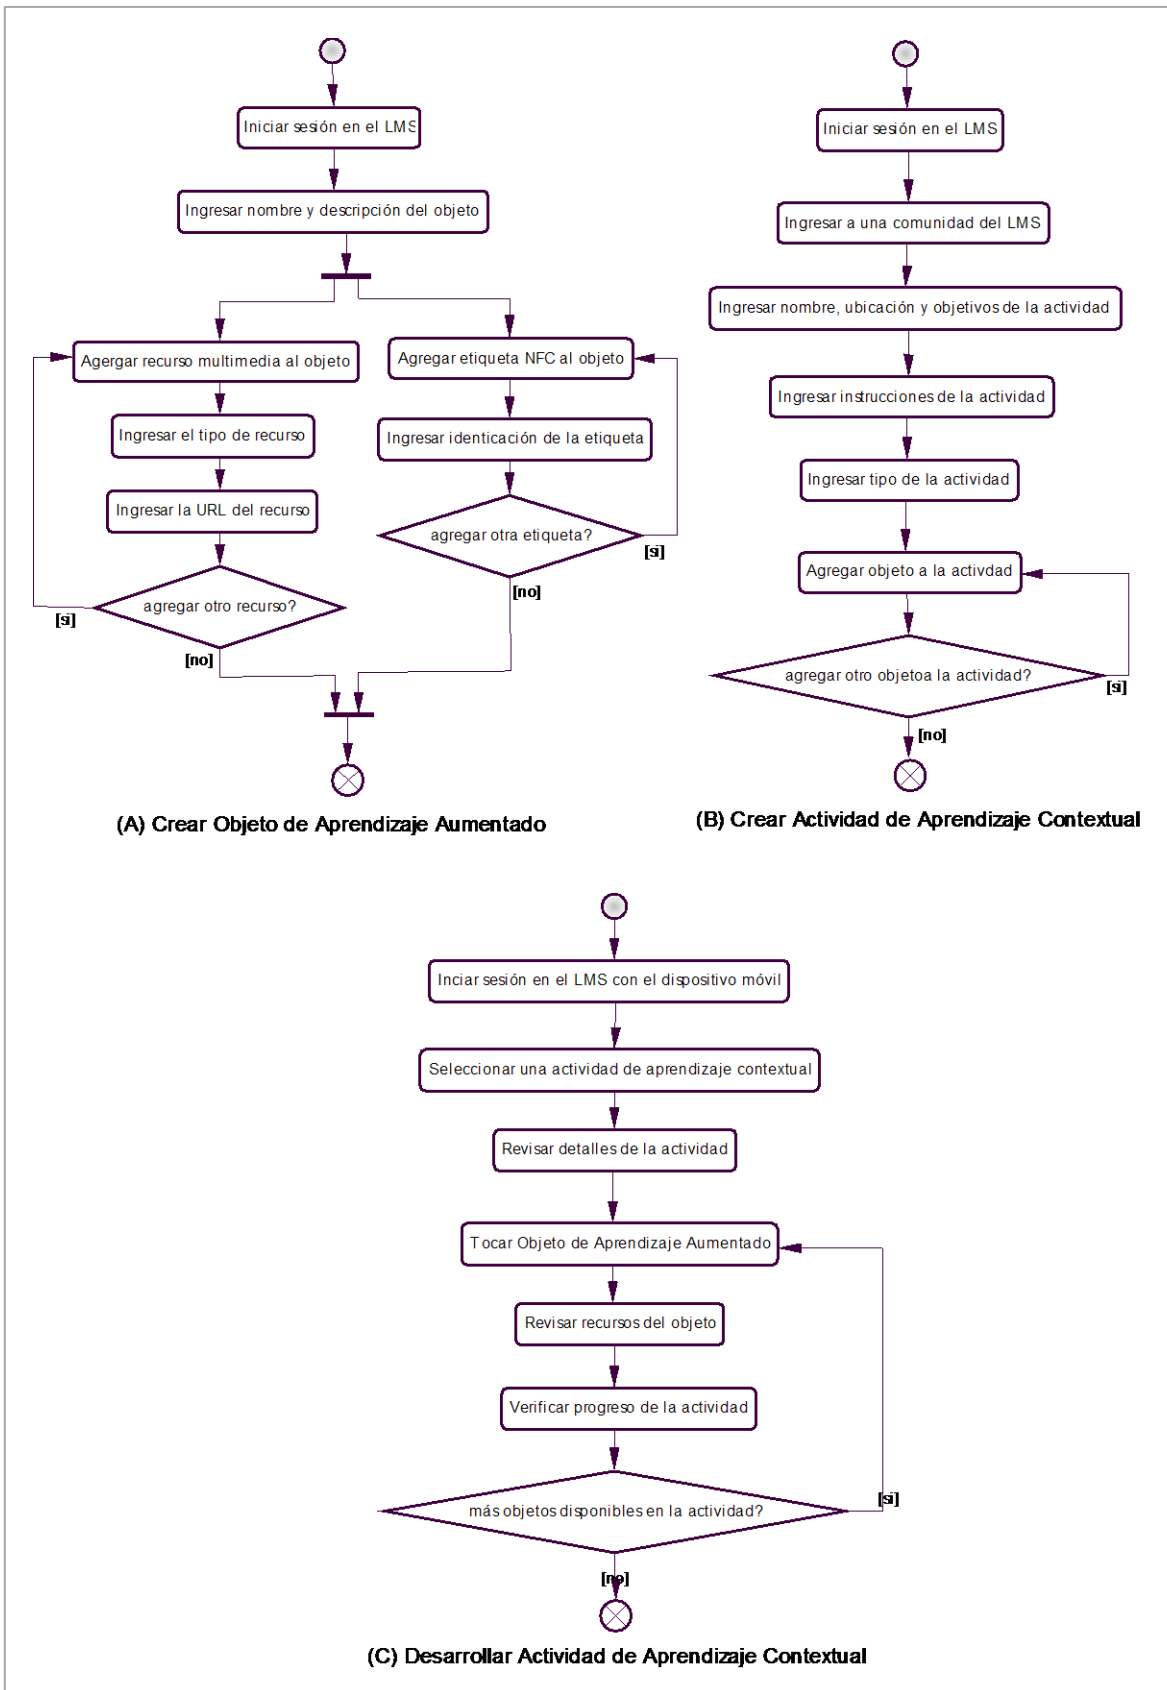 Iniciar sesión en el LMS
Ingresar nombre y descripción del objeto
Agergar recurso multimedia al objeto
Ingresar el tipo de recurso
Ingresar la URL del recurso
agregar otro recurso?
[si]
[no]
Agregar etiqueta NFC al objeto
Ingresar identicación de la etiqueta
agregar otra etiqueta?
[si]
[no]
(A) Crear Objeto de Aprendizaje Aumentado
Iniciar sesión en el LMS
Ingresar a una comunidad del LMS
Ingresar nombre, ubicación y objetivos de la actividad
Ingresar instrucciones de la actividad
Ingresar tipo de la actividad
Agregar objeto a la activdad
agregar otro objetoa la actividad?
[si]
[no]
(B) Crear Actividad de Aprendizaje Contextual
Inciar sesión en el LMS con el dispositivo móvil
Seleccionar una actividad de aprendizaje contextual
Revisar detalles de la actividad
Tocar Objeto de Aprendizaje Aumentado
Revisar recursos del objeto
Verificar progreso de la actividad
más objetos disponibles en la actividad?
[si]
[no]
(C) Desarrollar Actividad de Aprendizaje Contextual